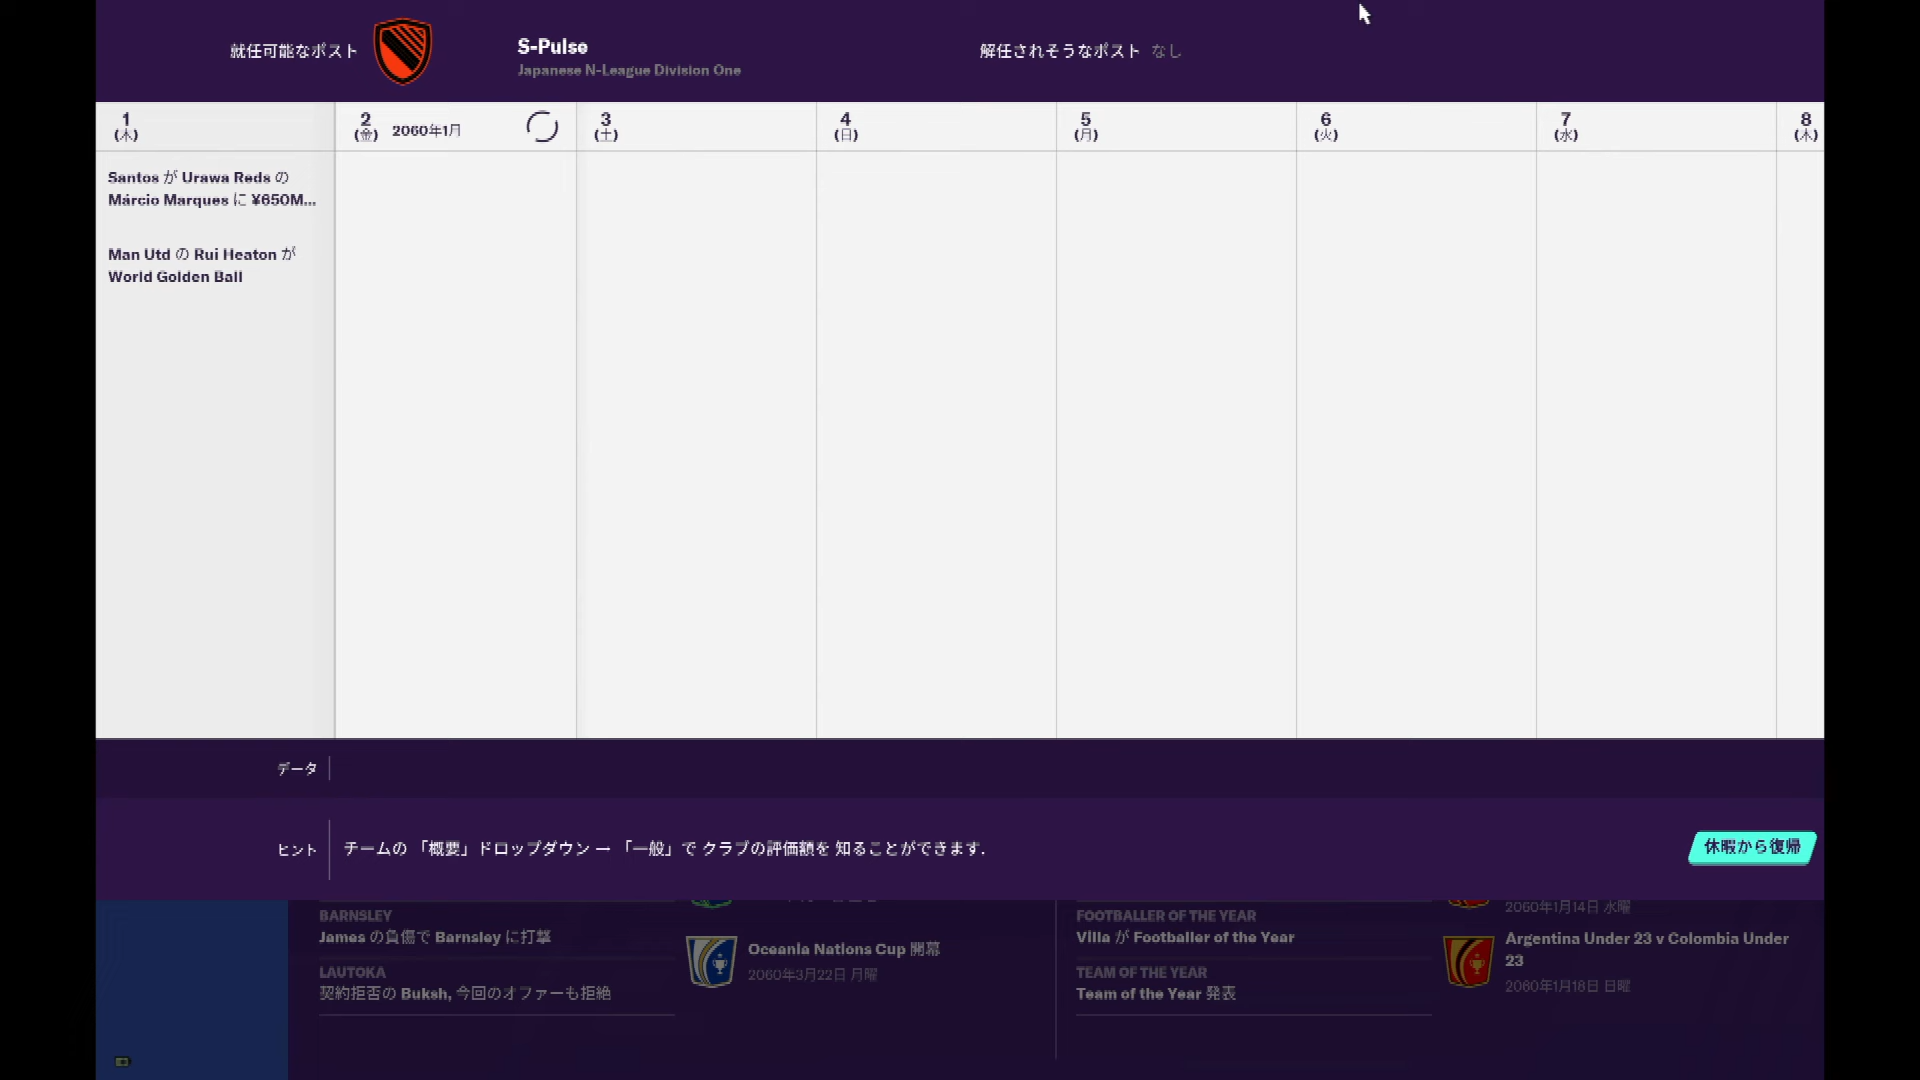 就任可能なポスト
S-Pulse
Japanese N-League Division One
解任されそうなポスト なし
1
(木)
2
(金) 2060年1月
3
(土)
4
(日)
5
(月)
6
(火)
7
(水)
8
(木)
Santos が Urawa Reds の
Márcio Marques に ¥650M...
Man Utd の Rui Heaton が
World Golden Ball
データ
ヒント
チームの 「概要」ドロップダウン → 「一般」で クラブの評価額を 知ることができます.
休暇から復帰
BARNSLEY
James の負傷で Barnsley に打撃
LAUTOKA
契約拒否の Buksh, 今回のオファーも拒絶
Oceania Nations Cup 開幕
2060年3月22日 月曜
FOOTBALLER OF THE YEAR
Villa が Footballer of the Year
TEAM OF THE YEAR
Team of the Year 発表
2060年1月14日 水曜
Argentina Under 23 v Colombia Under
23
2060年1月18日 日曜